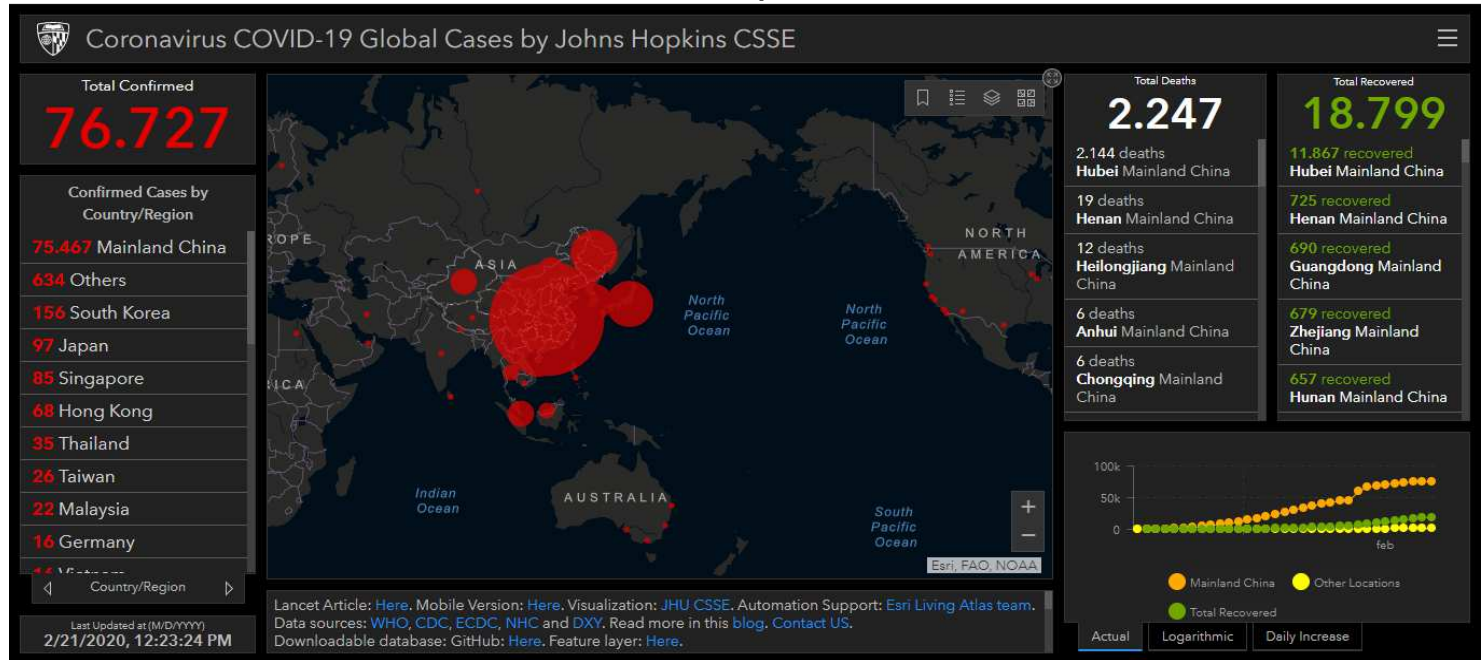 Coronavirus COVID-19 Global Cases by Johns Hopkins CSSE
Total Confirmed
76.727
Confirmed Cases by
Country/Region
75.467 Mainland China
634 Others
156 South Korea
97 Japan
85 Singapore
68 Hong Kong
35 Thailand
26 Taiwan
22 Malaysia
16 Germany
Country/Region
Last Updated at (M/D/YYYY)
2/21/2020, 12:23:24 PM
ASIA
NORTH
AMERICA
North
Pacific
Ocean
North
Pacific
Ocean
Indian
Ocean
AUSTRALIA
South
Pacific
Ocean
+
−
Esri, FAO, NOAA
Lancet Article: Here. Mobile Version: Here. Visualization: JHU CSSE. Automation Support: Esri Living Atlas team.
Data sources: WHO, CDC, ECDC, NHC and DXY. Read more in this blog. Contact US.
Downloadable database: GitHub: Here. Feature layer: Here.
Total Deaths
2.247
2.144 deaths
Hubei Mainland China
19 deaths
Henan Mainland China
12 deaths
Heilongjiang Mainland
China
6 deaths
Anhui Mainland China
6 deaths
Chongqing Mainland
China
Total Recovered
18.799
11.867 recovered
Hubei Mainland China
725 recovered
Henan Mainland China
690 recovered
Guangdong Mainland
China
679 recovered
Zhejiang Mainland
China
657 recovered
Hunan Mainland China
100k
50k
0
feb
Mainland China
Other Locations
Total Recovered
Actual
Logarithmic
Daily Increase